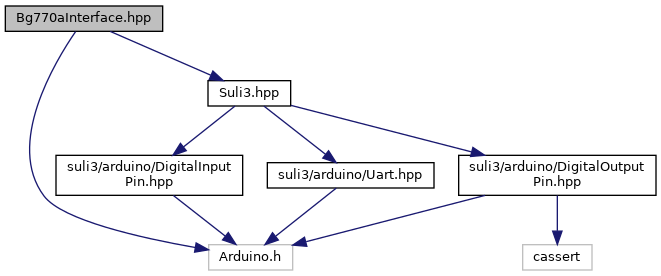 Bg770aInterface.hpp
Suli3.hpp
suli3/arduino/DigitalInput
Pin.hpp
suli3/arduino/Uart.hpp
suli3/arduino/DigitalOutput
Pin.hpp
Arduino.h
cassert